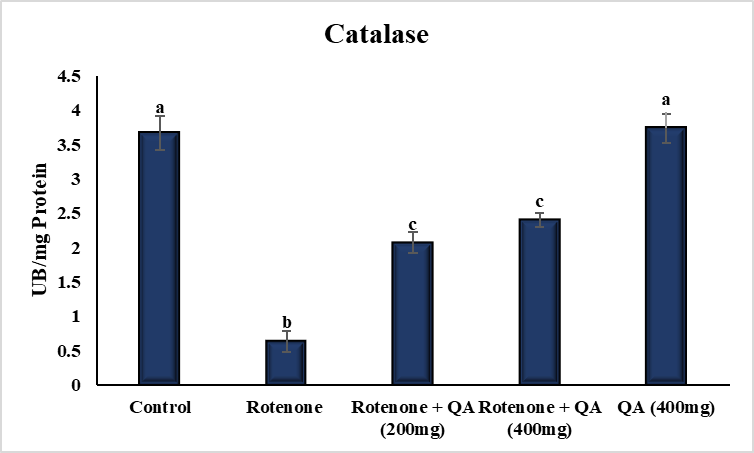 Catalase
UB/mg Protein
4.5
4
3.5
3
2.5
2
1.5
1
0.5
0
a
b
c
c
a
Control
Rotenone
Rotenone + QA
(200mg)
Rotenone + QA
(400mg)
QA (400mg)